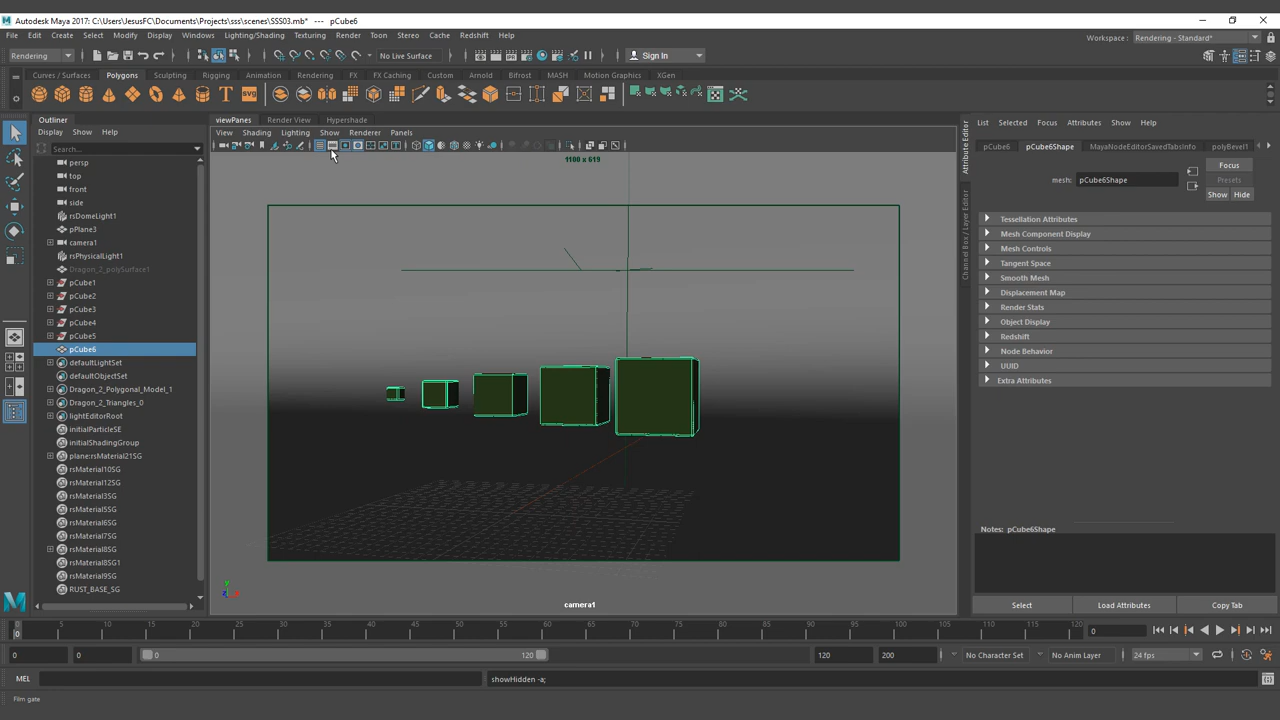 Autodesk Maya 2017: C:\Users\JesusFC\Documents\Projects\sss\scenes\SSS03.mb* --- pCube6
File Edit Create Select Modify Display Windows Lighting/Shading Texturing Render Toon Stereo Cache Redshift Help
Workspace : Rendering - Standard*
Rendering
No Live Surface
Sign In
Curves / Surfaces Polygons Sculpting Rigging Animation Rendering FX FX Caching Custom Arnold Bifrost MASH Motion Graphics XGen
T SVG
Outliner
Display Show Help
Search...
persp
top
front
side
rsDomeLight1
pPlane3
camera1
rsPhysicalLight1
Dragon_2_polySurface1
pCube1
pCube2
pCube3
pCube4
pCube5
pCube6
defaultLightSet
defaultObjectSet
Dragon_2_Polygonal_Model_1
Dragon_2_Triangles_0
lightEditorRoot
initialParticleSE
initialShadingGroup
plane:rsMaterial21SG
rsMaterial10SG
rsMaterial12SG
rsMaterial3SG
rsMaterial5SG
rsMaterial6SG
rsMaterial7SG
rsMaterial8SG
rsMaterial8SG1
rsMaterial9SG
RUST_BASE_SG
viewPanes Render View Hypershade
View Shading Lighting Show Renderer Panels
1100 x 619
camera1
Attribute Editor
Channel Box / Layer Editor
List Selected Focus Attributes Show Help
pCube6 pCube6Shape MayaNodeEditorSavedTabsInfo polyBevel1
mesh: pCube6Shape
Focus
Presets
Show Hide
Tessellation Attributes
Mesh Component Display
Mesh Controls
Tangent Space
Smooth Mesh
Displacement Map
Render Stats
Object Display
Redshift
Node Behavior
UUID
Extra Attributes
Notes: pCube6Shape
Select Load Attributes Copy Tab
0 5 10 15 20 25 30 35 40 45 50 55 60 65 70 75 80 85 90 95 100 105 110 115 120
0
0
0 0 0 120 120 200 No Character Set No Anim Layer 24 fps
MEL showHidden -a;
Film gate